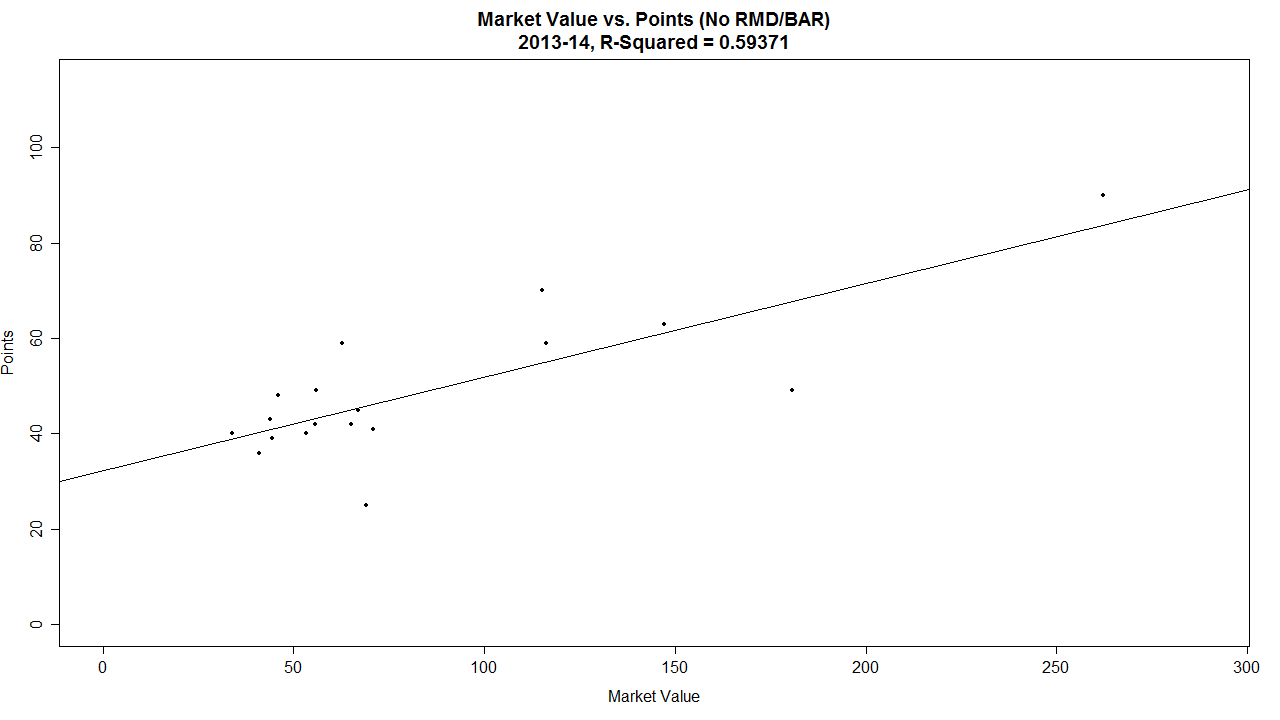 Market Value vs. Points (No RMD/BAR)
2013-14, R-Squared = 0.59371
100
80
60
40
20
0
Points
0 50 100 150 200 250 300
Market Value